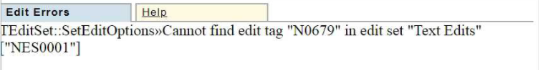 Edit Errors
Help
TEditSet::SetEditOptions»Cannot find edit tag "N0679" in edit set "Text Edits"
["NES0001"]